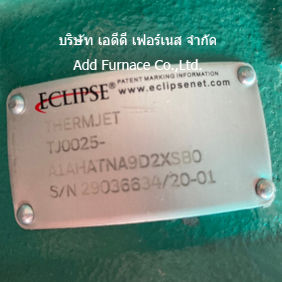 บริษัท เอดีดี เฟอร์เนส จำกัด
Add Furnace Co.,Ltd.
ECLIPSE®
PATENT MARKING INFORMATION
www.eclipsenet.com
THERMJET
TJ0025-
A1AHATNA9D2XSB0
S/N 29036634/20-01